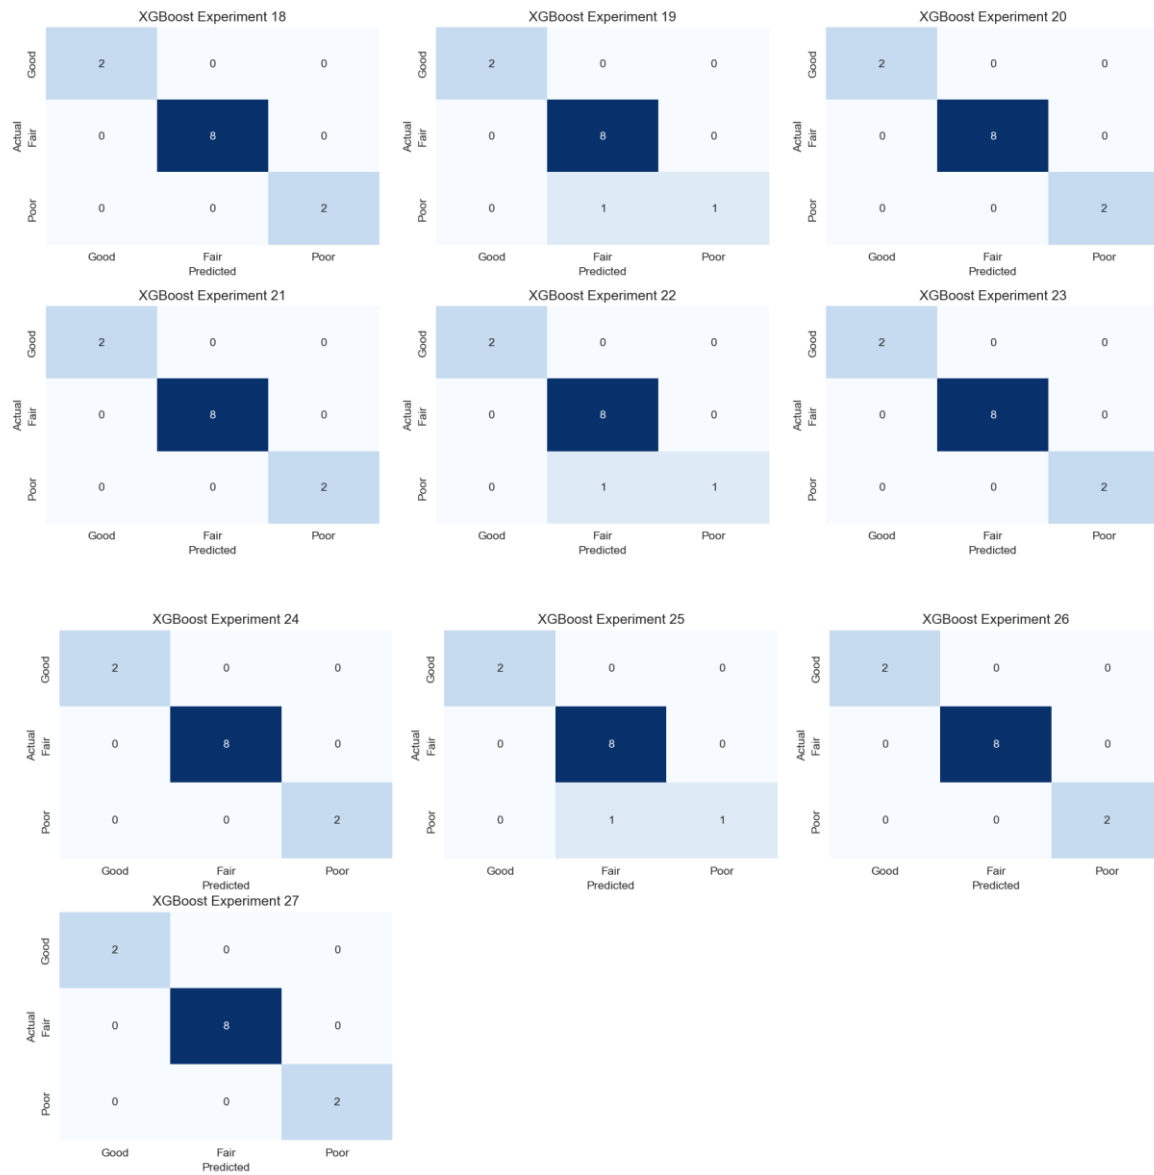 XGBoost Experiment 18
Good 2 0 0
Actual Fair 0 8 0
Poor 0 0 2
Good Fair Poor
Predicted
XGBoost Experiment 19
2 0 0
0 8 0
0 1 1
Good Fair Poor
Predicted
XGBoost Experiment 20
Good 2 0 0
Actual Fair 0 8 0
Poor 0 0 2
Good Fair Poor
Predicted
XGBoost Experiment 21
Good 2 0 0
Actual Fair 0 8 0
Poor 0 0 2
Good Fair Poor
Predicted
XGBoost Experiment 22
Good 2 0 0
Actual Fair 0 8 0
Poor 0 1 1
Good Fair Poor
Predicted
XGBoost Experiment 23
Good 2 0 0
Actual Fair 0 8 0
Poor 0 0 2
Good Fair Poor
Predicted
XGBoost Experiment 24
Good 2 0 0
Actual Fair 0 8 0
Poor 0 0 2
Good Fair Poor
Predicted
XGBoost Experiment 25
Good 2 0 0
Actual Fair 0 8 0
Poor 0 1 1
Good Fair Poor
Predicted
XGBoost Experiment 26
Good 2 0 0
Actual Fair 0 8 0
Poor 0 0 2
Good Fair Poor
Predicted
XGBoost Experiment 27
Good 2 0 0
Actual Fair 0 8 0
Poor 0 0 2
Good Fair Poor
Predicted